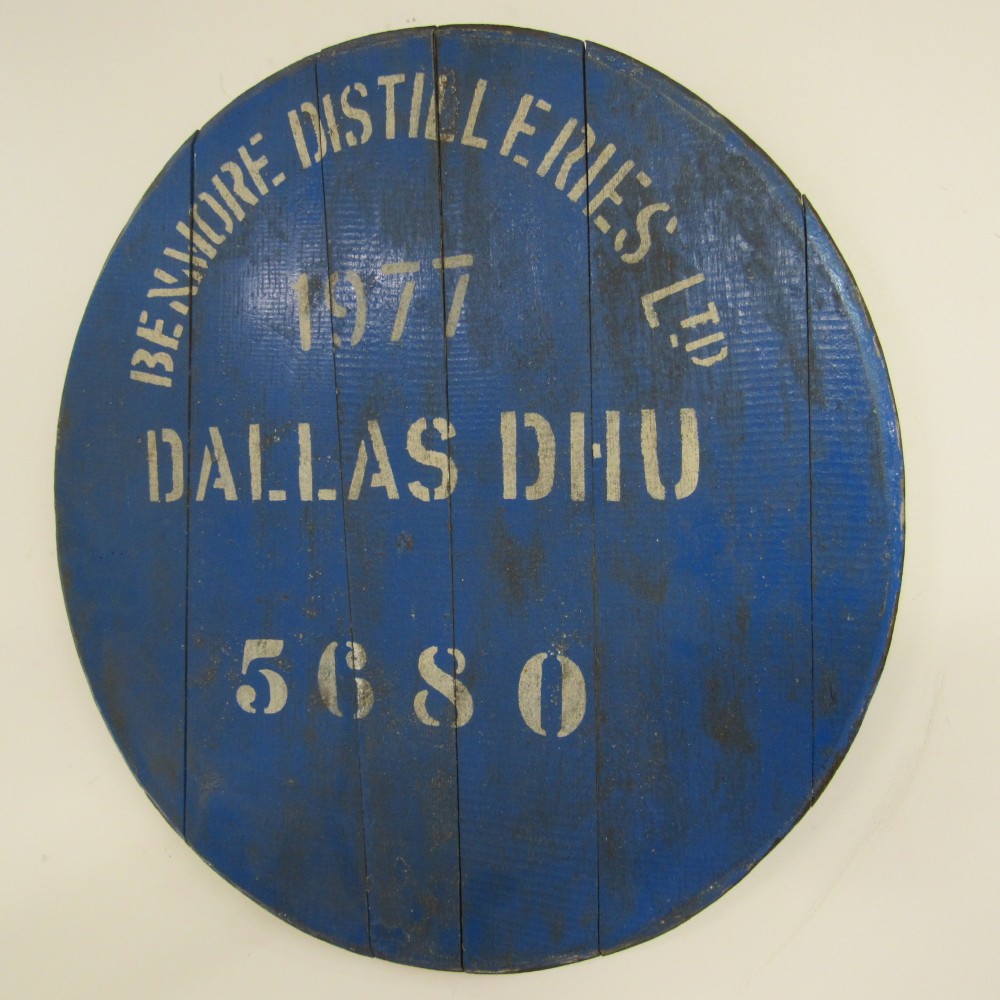 BENMORE DISTILLERIES LTD
1977
DALLAS DHU
5680